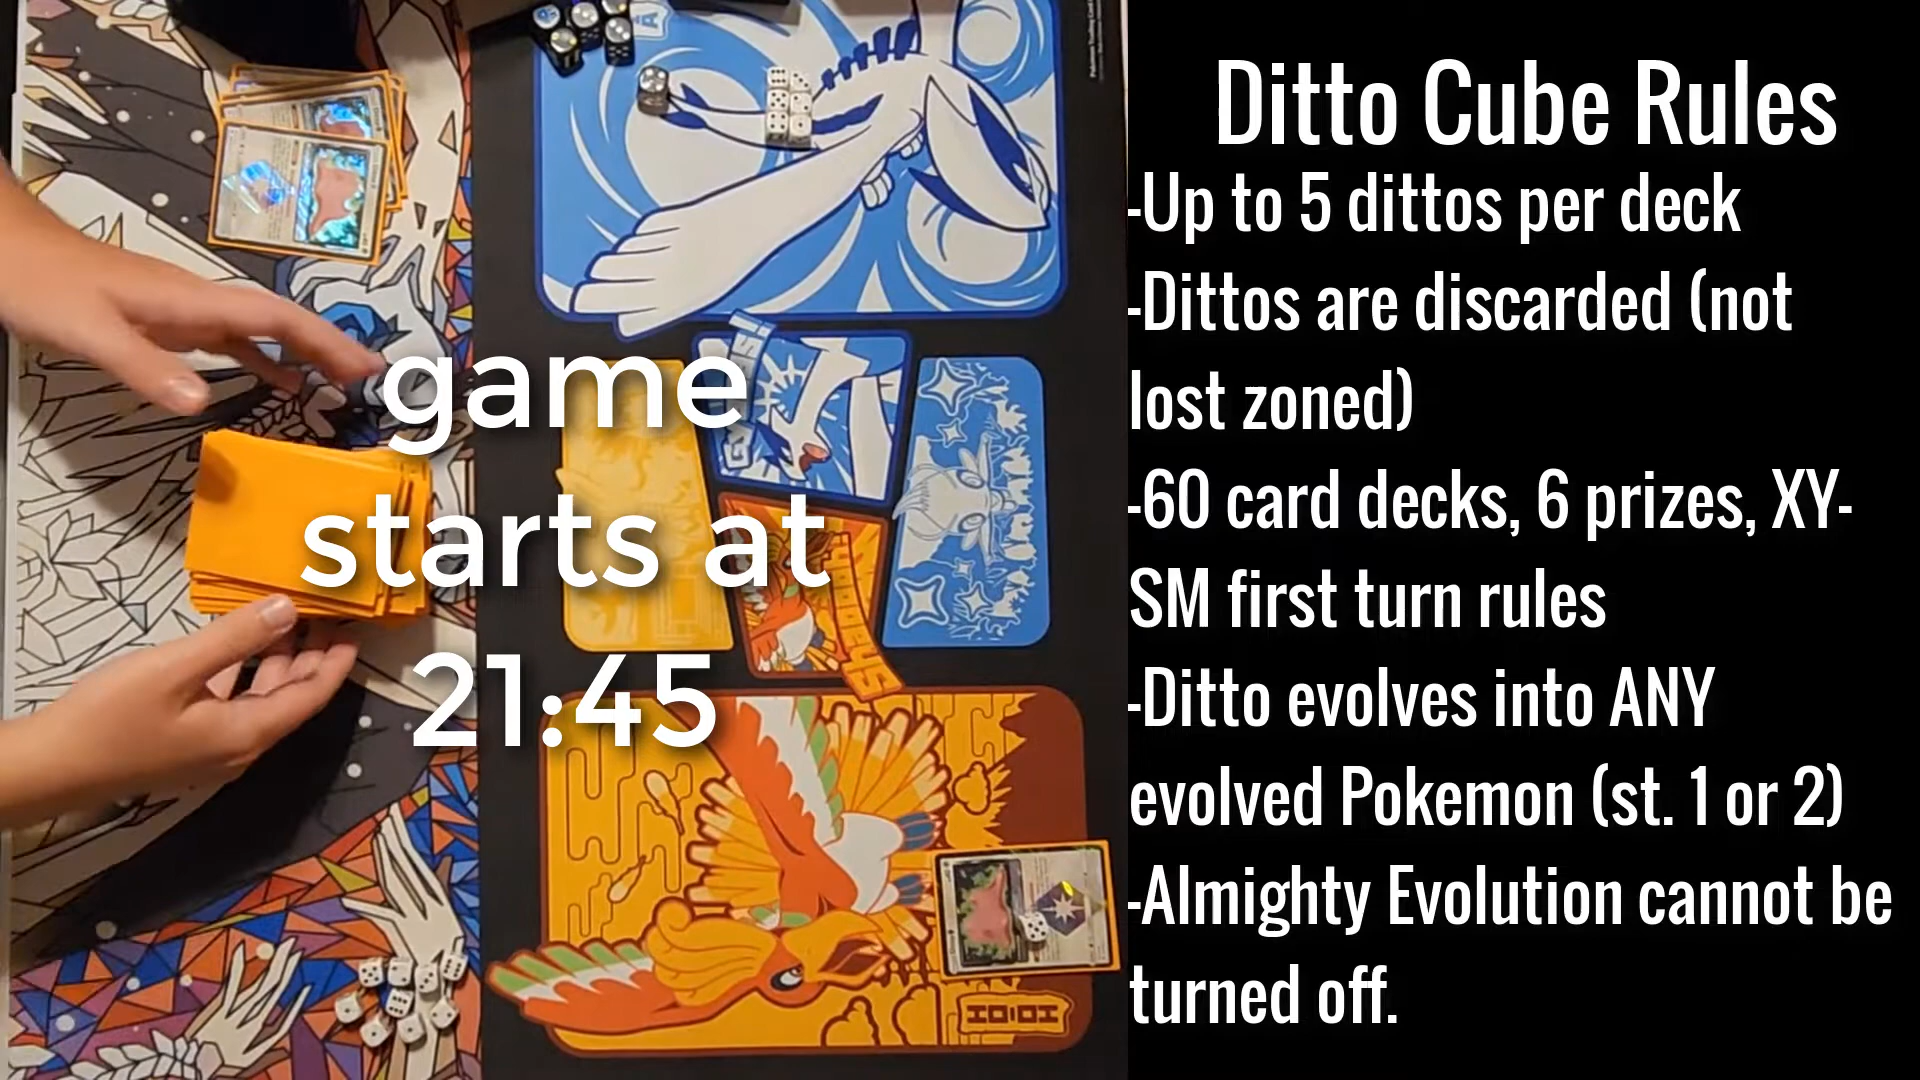 game
starts at
21:45
Ditto Cube Rules
-Up to 5 dittos per deck
-Dittos are discarded (not
lost zoned)
-60 card decks, 6 prizes, XY-
SM first turn rules
-Ditto evolves into ANY
evolved Pokemon (st. 1 or 2)
-Almighty Evolution cannot be
turned off.
HO-OH